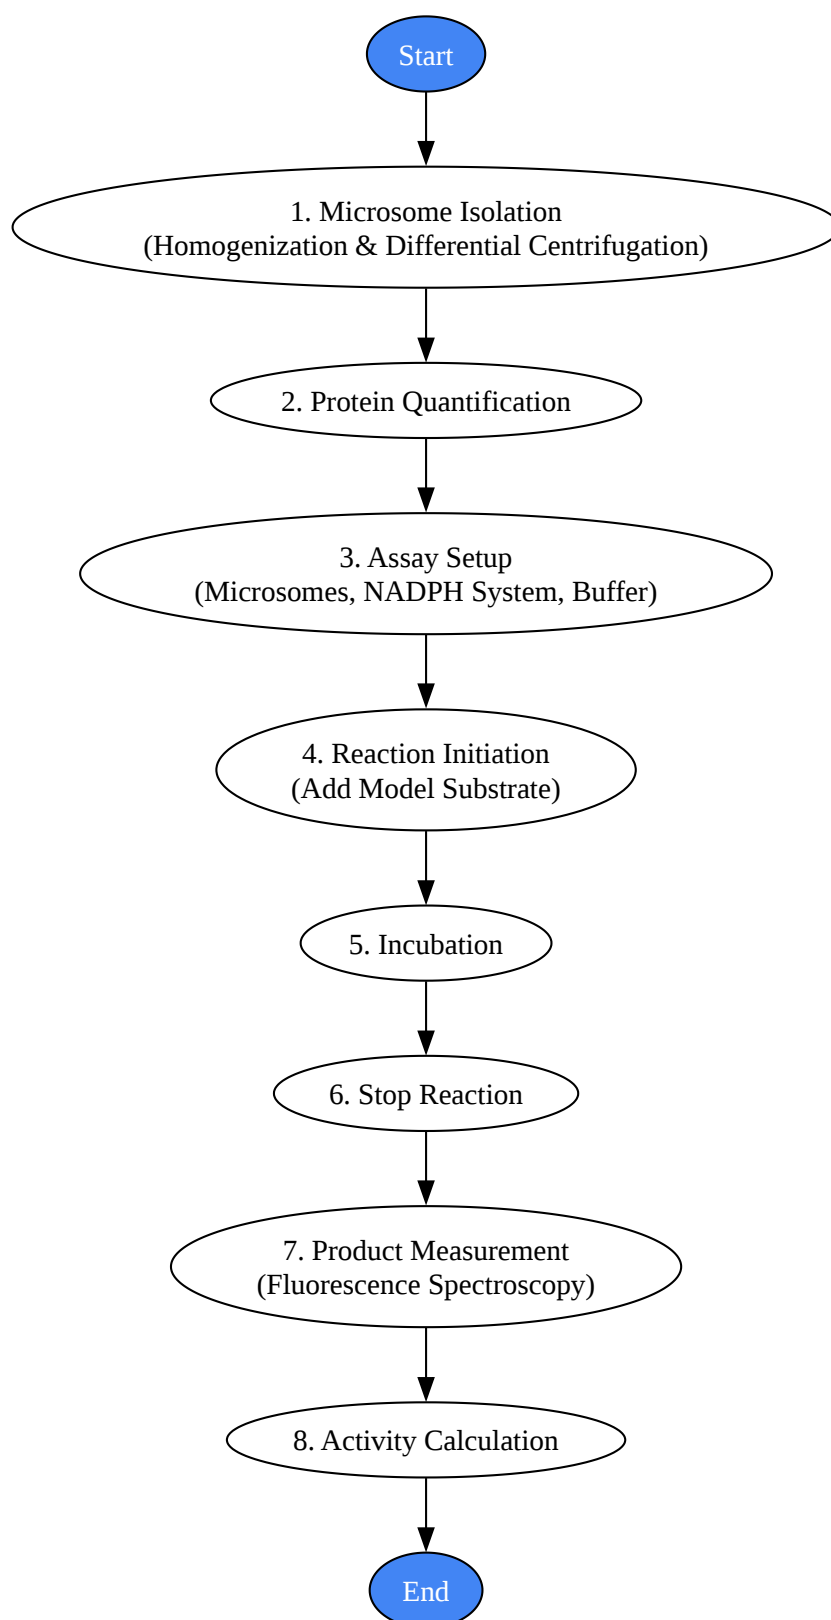 Start
1. Microsome Isolation
(Homogenization & Differential Centrifugation)
2. Protein Quantification
3. Assay Setup
(Microsomes, NADPH System, Buffer)
4. Reaction Initiation
(Add Model Substrate)
5. Incubation
6. Stop Reaction
7. Product Measurement
(Fluorescence Spectroscopy)
8. Activity Calculation
End